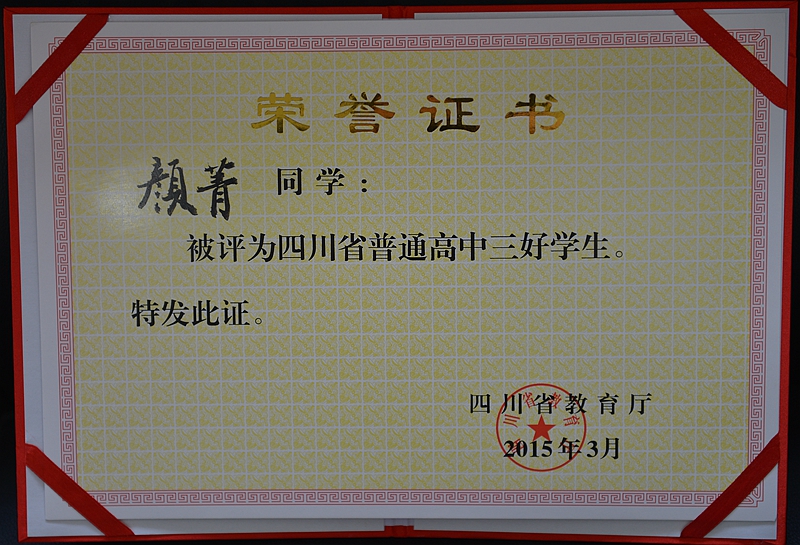 荣誉证书
顏菁 同学：
被评为四川省普通高中三好学生。
特发此证。
四川省教育厅
2015年3月